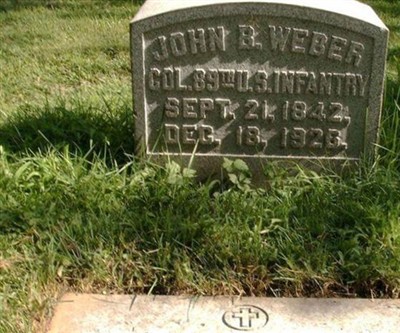 JOHN B. WEBER
COL. 89TH U.S. INFANTRY
SEPT. 21, 1842.
DEC. 18, 1926.